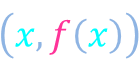 (x, f(x))